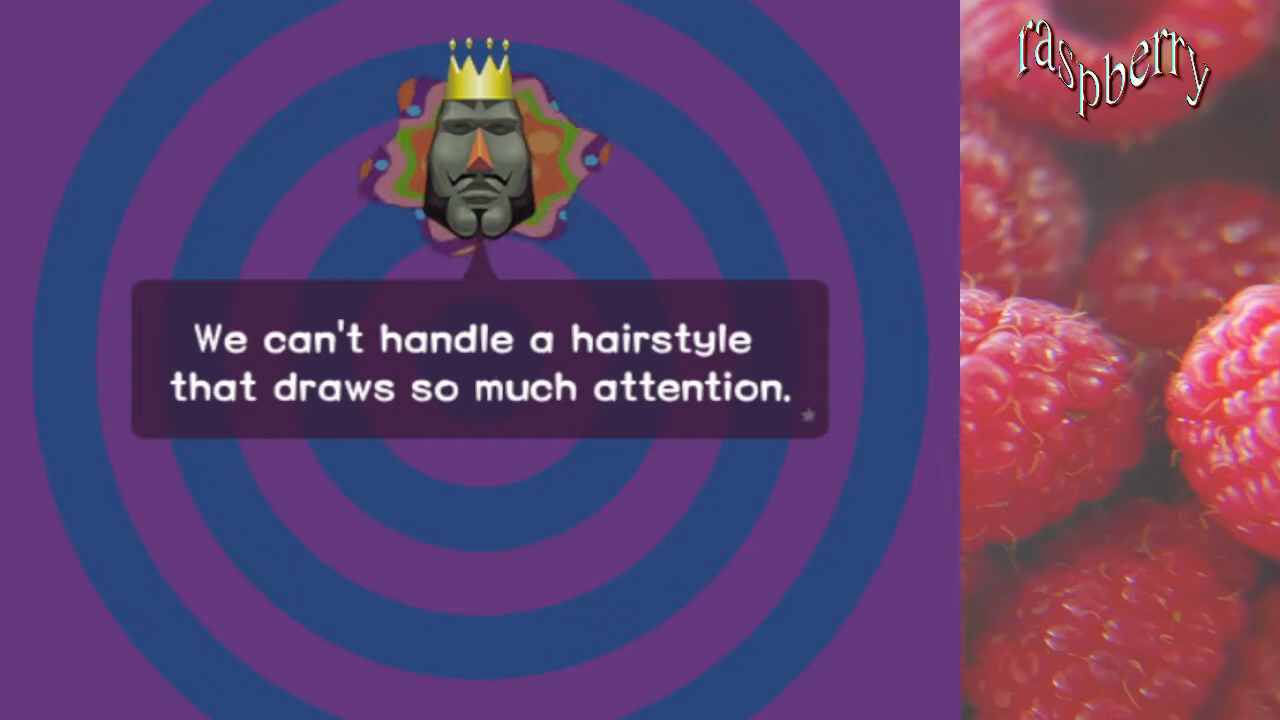 raspberry
We can't handle a hairstyle
that draws so much attention.